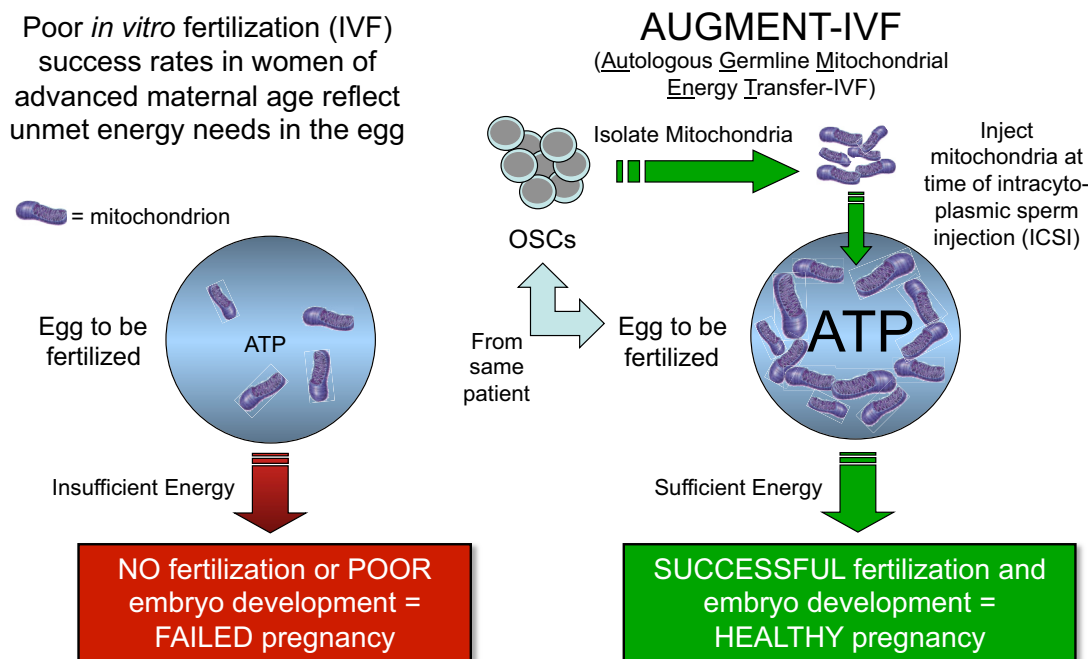 Poor in vitro fertilization (IVF)
success rates in women of
advanced maternal age reflect
unmet energy needs in the egg
= mitochondrion
Egg to be
fertilized
ATP
Insufficient Energy
NO fertilization or POOR
embryo development =
FAILED pregnancy
AUGMENT-IVF
(Autologous Germline Mitochondrial
Energy Transfer-IVF)
Isolate Mitochondria
Inject
mitochondria at
time of intracyto-
plasmic sperm
injection (ICSI)
OSCs
From
same
patient
Egg to be
fertilized
ATP
Sufficient Energy
SUCCESSFUL fertilization and
embryo development =
HEALTHY pregnancy